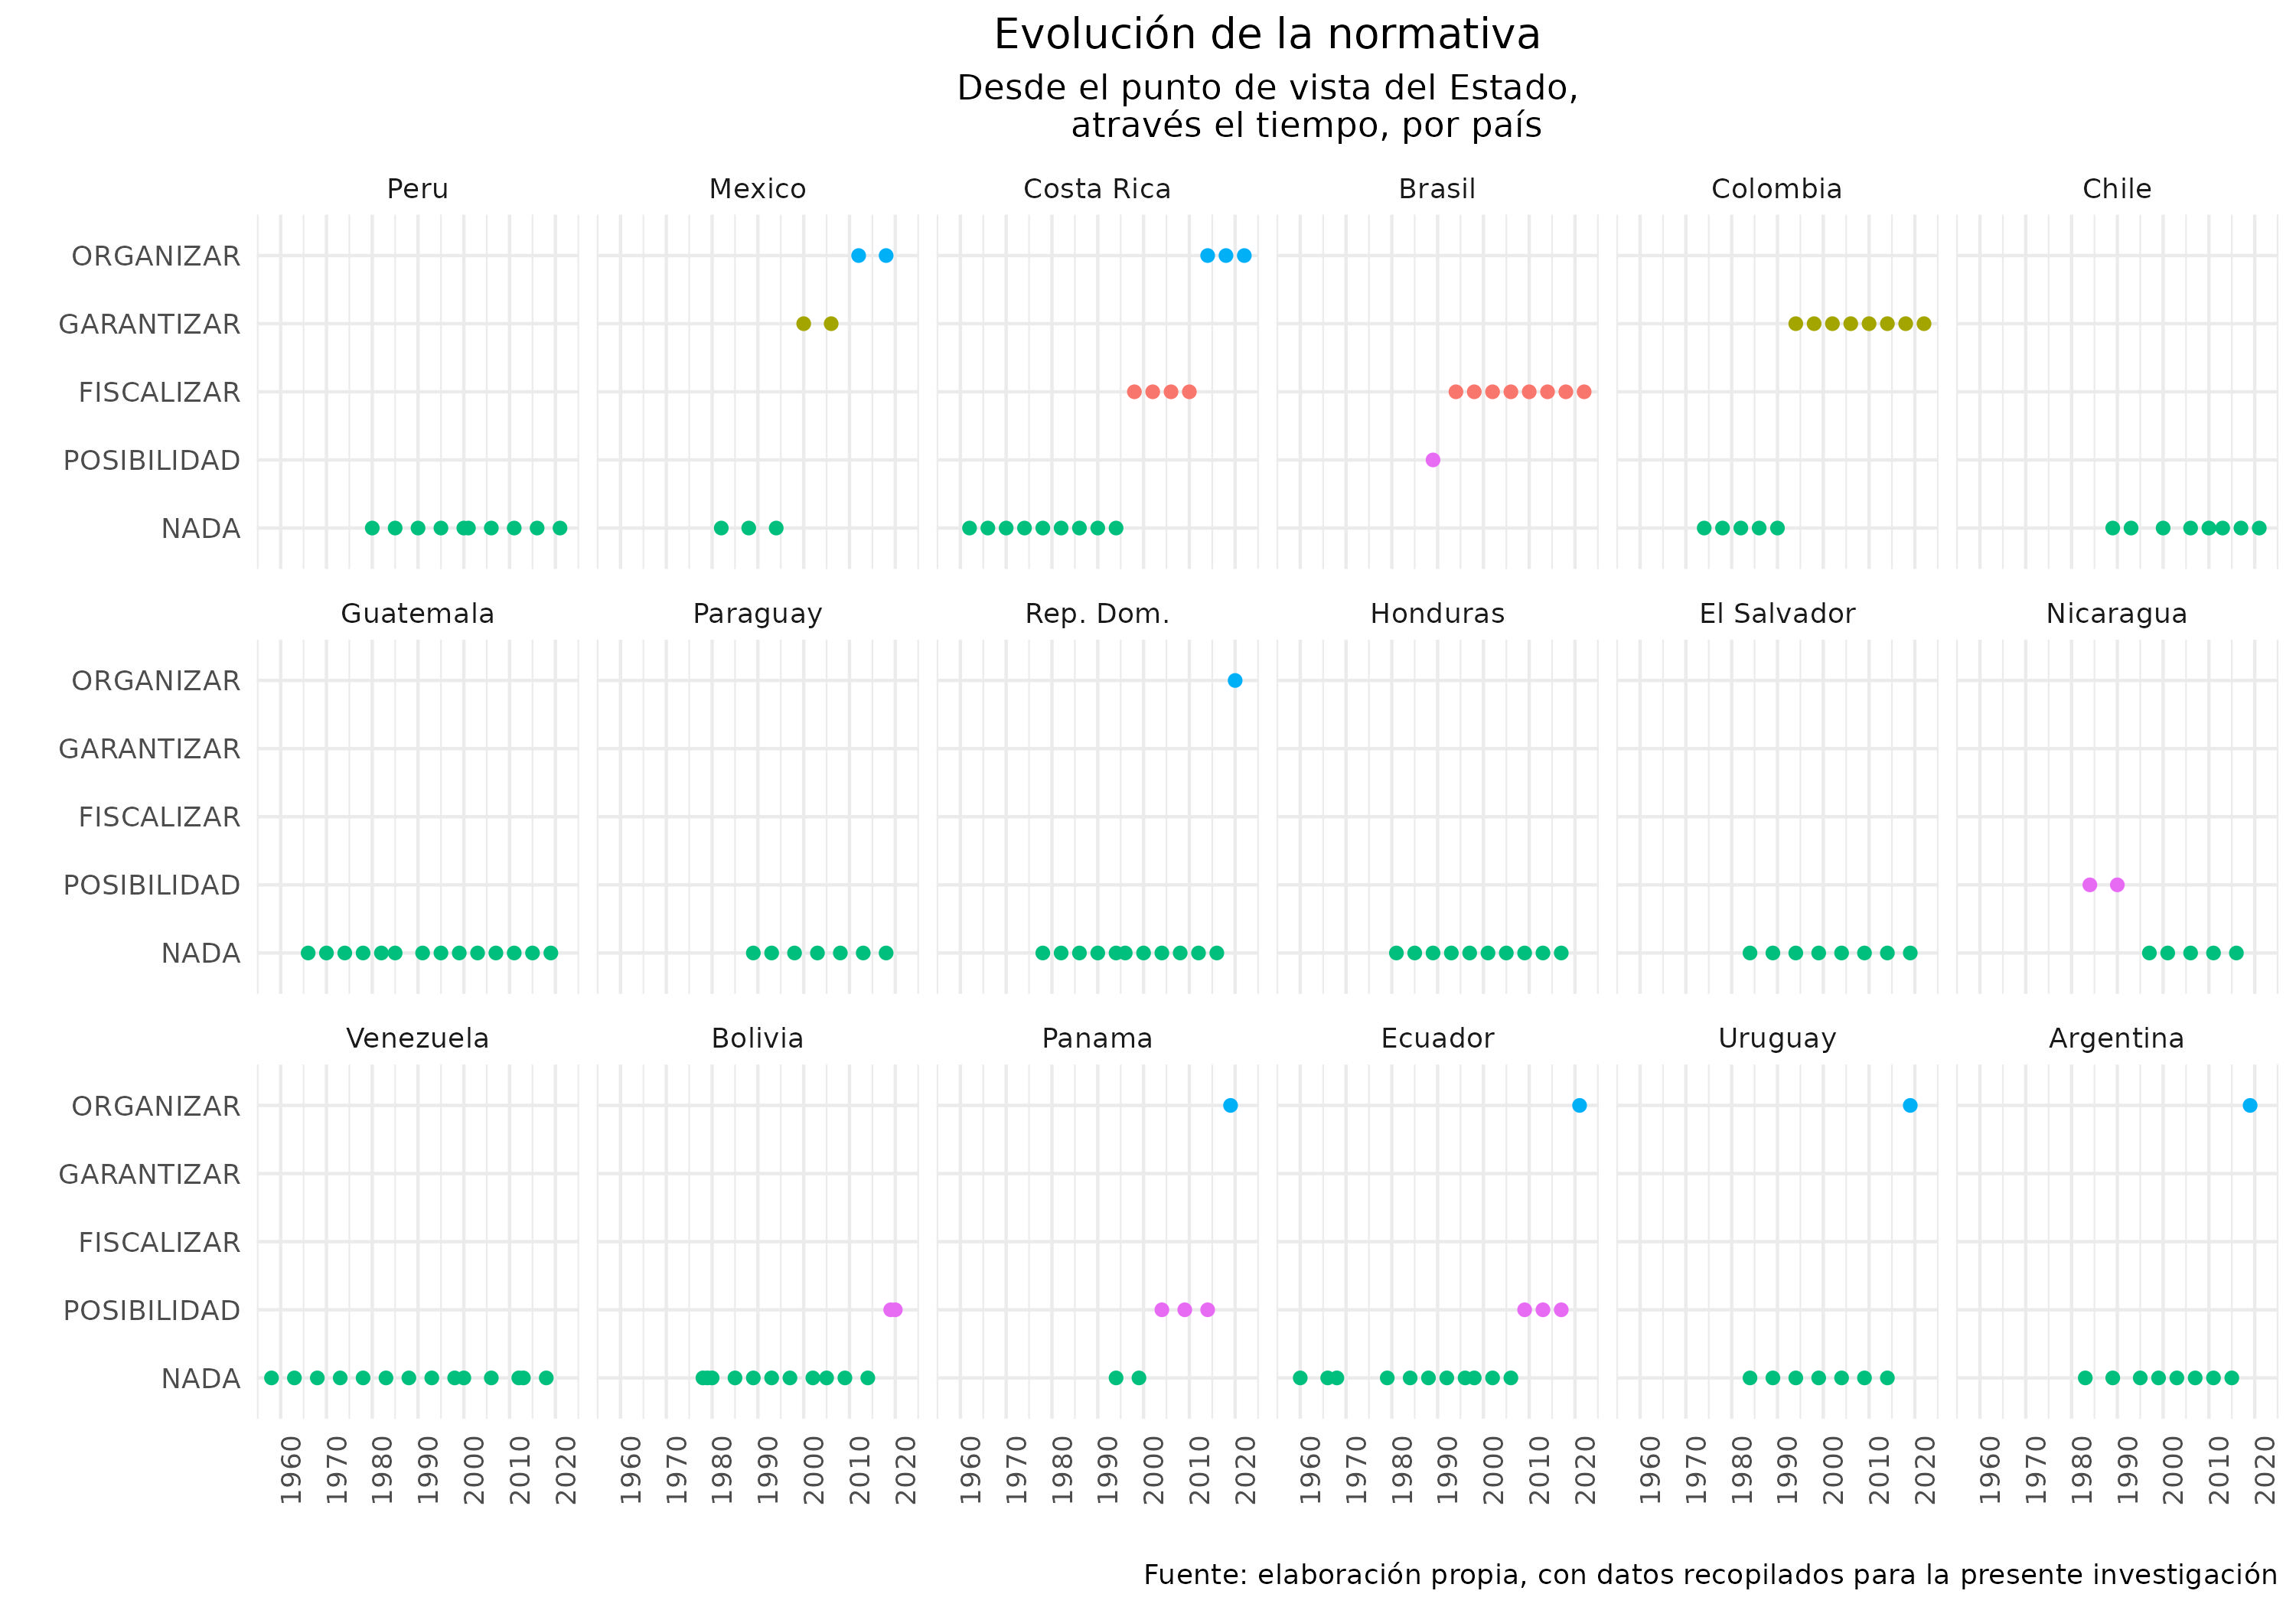 Evolución de la normativa
Desde el punto de vista del Estado,
através el tiempo, por país
Peru Mexico Costa Rica Brasil Colombia Chile
ORGANIZAR
GARANTIZAR
FISCALIZAR
POSIBILIDAD
NADA
Guatemala Paraguay Rep. Dom. Honduras El Salvador Nicaragua
ORGANIZAR
GARANTIZAR
FISCALIZAR
POSIBILIDAD
NADA
Venezuela Bolivia Panama Ecuador Uruguay Argentina
ORGANIZAR
GARANTIZAR
FISCALIZAR
POSIBILIDAD
NADA
1960 1970 1980 1990 2000 2010 2020 1960 1970 1980 1990 2000 2010 2020 1960 1970 1980 1990 2000 2010 2020 1960 1970 1980 1990 2000 2010 2020 1960 1970 1980 1990 2000 2010 2020 1960 1970 1980 1990 2000 2010 2020
Fuente: elaboración propia, con datos recopilados para la presente investigación